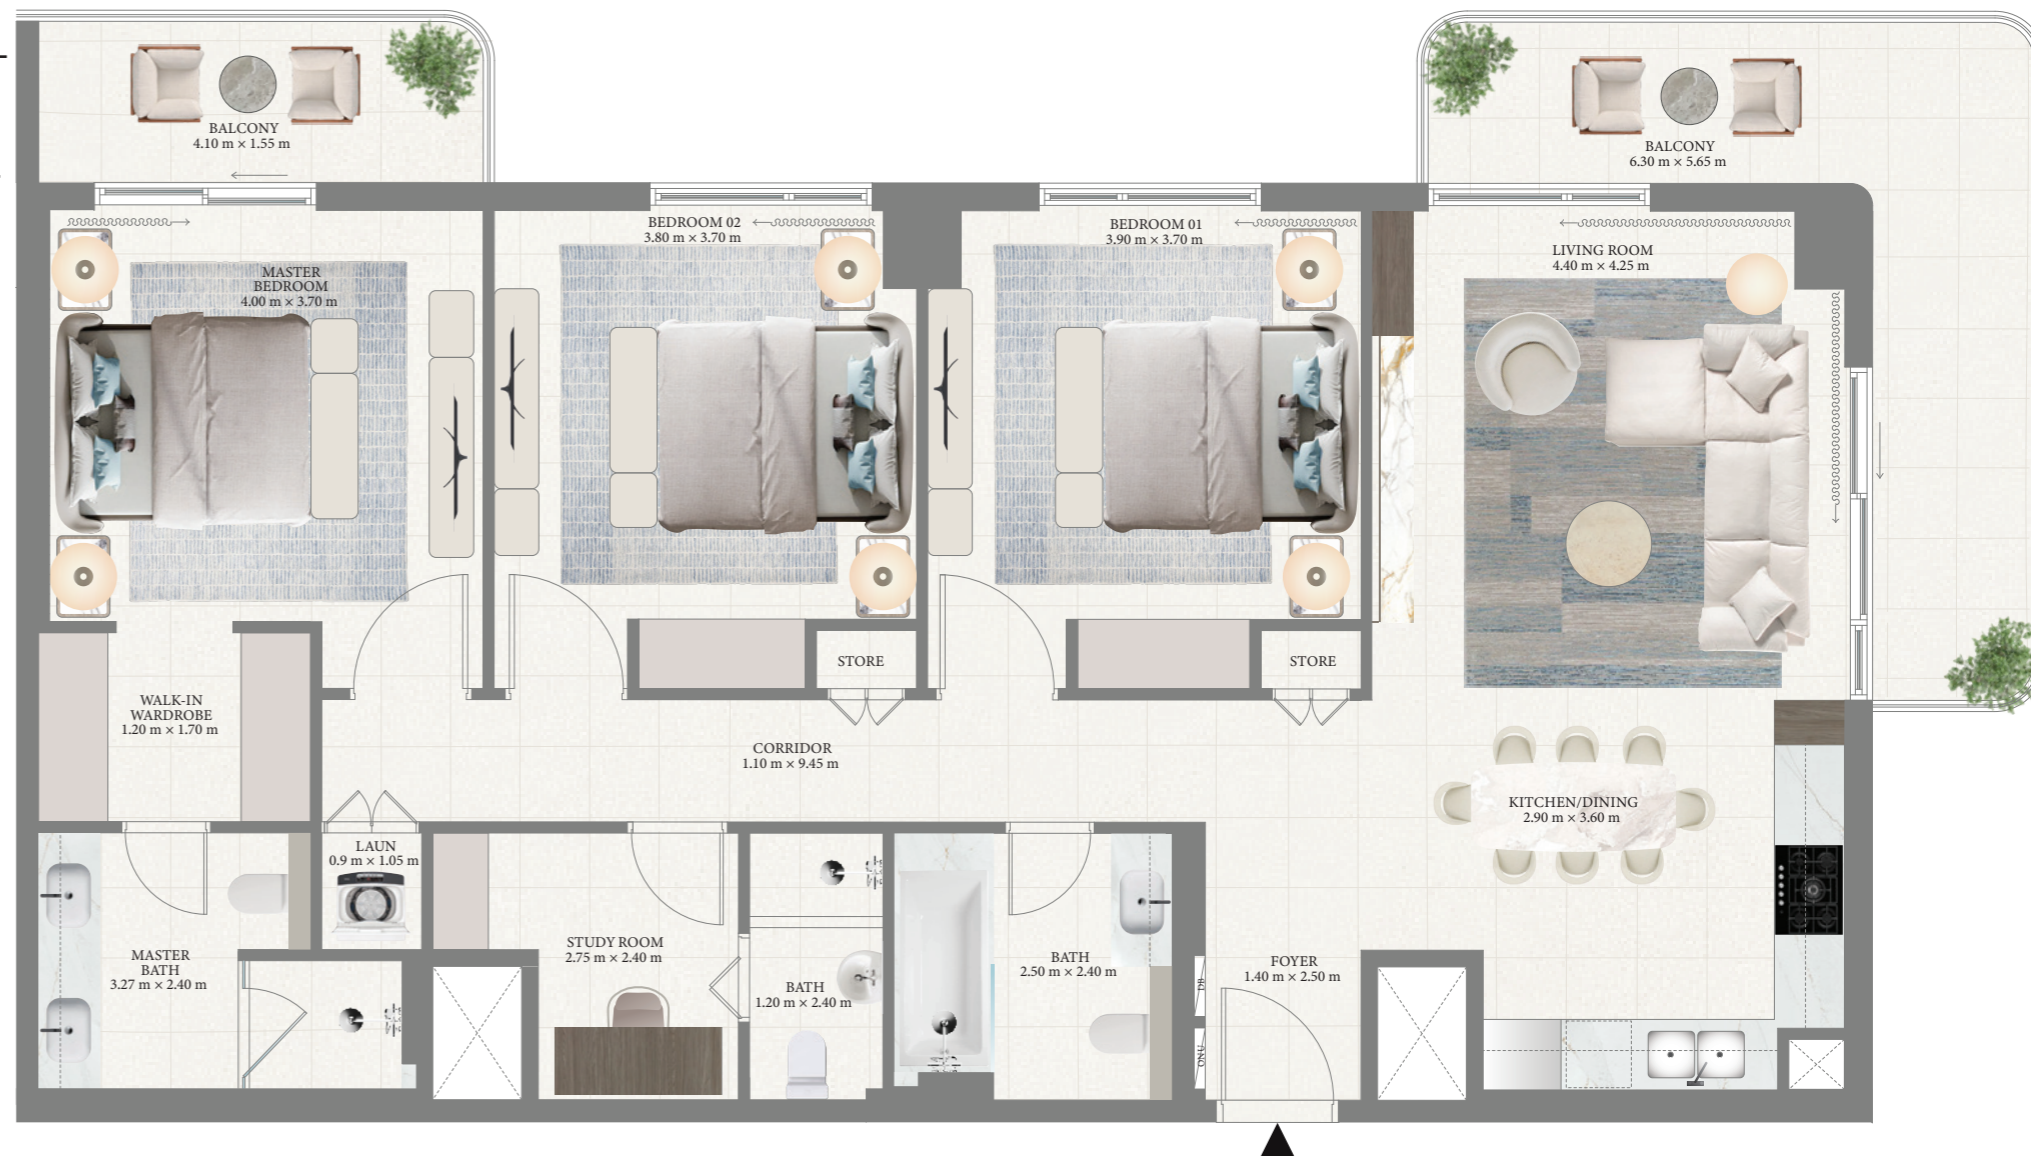 BALCONY
4.10 m × 1.55 m
BALCONY
6.30 m × 5.65 m
MASTER
BEDROOM
4.00 m × 3.70 m
BEDROOM 02
3.80 m × 3.70 m
BEDROOM 01
3.90 m × 3.70 m
LIVING ROOM
4.40 m × 4.25 m
STORE
STORE
WALK-IN
WARDROBE
1.20 m × 1.70 m
CORRIDOR
1.10 m × 9.45 m
KITCHEN/DINING
2.90 m × 3.60 m
LAUN
0.9 m × 1.05 m
MASTER
BATH
3.27 m × 2.40 m
STUDY ROOM
2.75 m × 2.40 m
BATH
1.20 m × 2.40 m
BATH
2.50 m × 2.40 m
FOYER
1.40 m × 2.50 m
DB
ONU